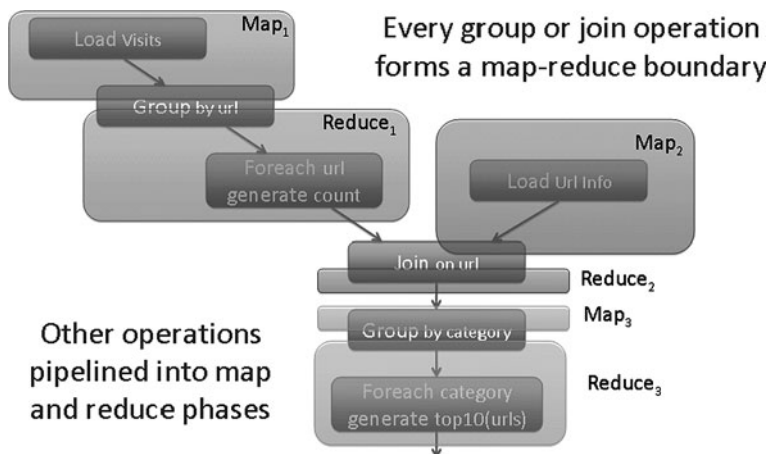 Load Visits
Map₁
Every group or join operation
forms a map-reduce boundary
Group by url
Reduce₁
Foreach url
generate count
Map₂
Load Url Info
Join on url
Reduce₂
Map₃
Group by category
Other operations
pipelined into map
and reduce phases
Foreach category
generate top10(urls)
Reduce₃